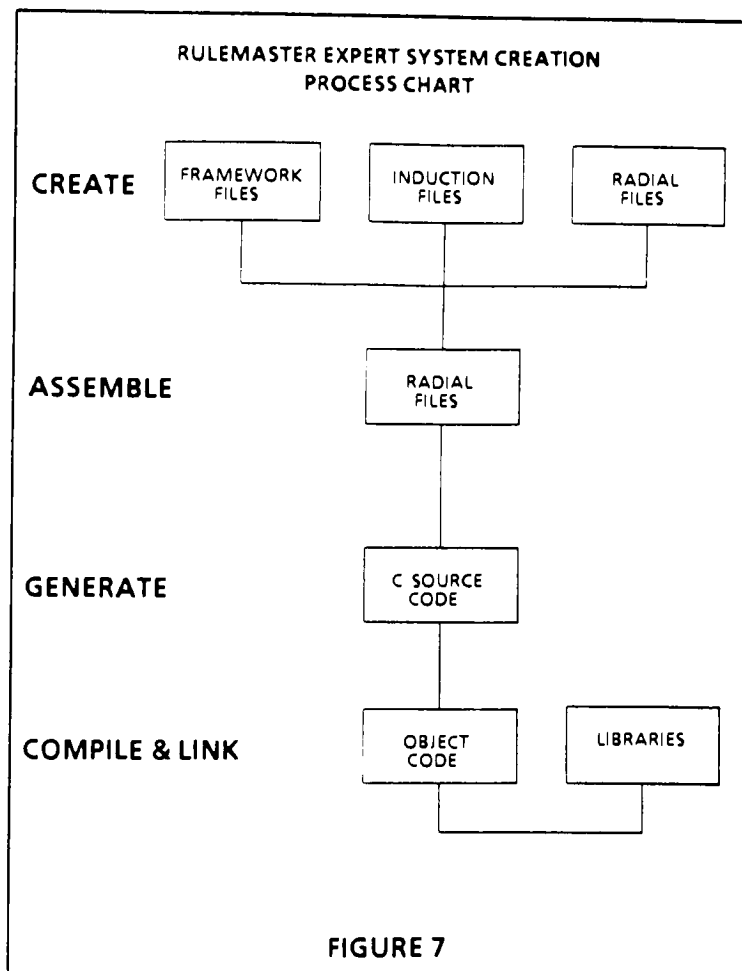 RULEMASTER EXPERT SYSTEM CREATION
PROCESS CHART
CREATE
FRAMEWORK
FILES
INDUCTION
FILES
RADIAL
FILES
ASSEMBLE
RADIAL
FILES
GENERATE
C SOURCE
CODE
COMPILE & LINK
OBJECT
CODE
LIBRARIES
FIGURE 7